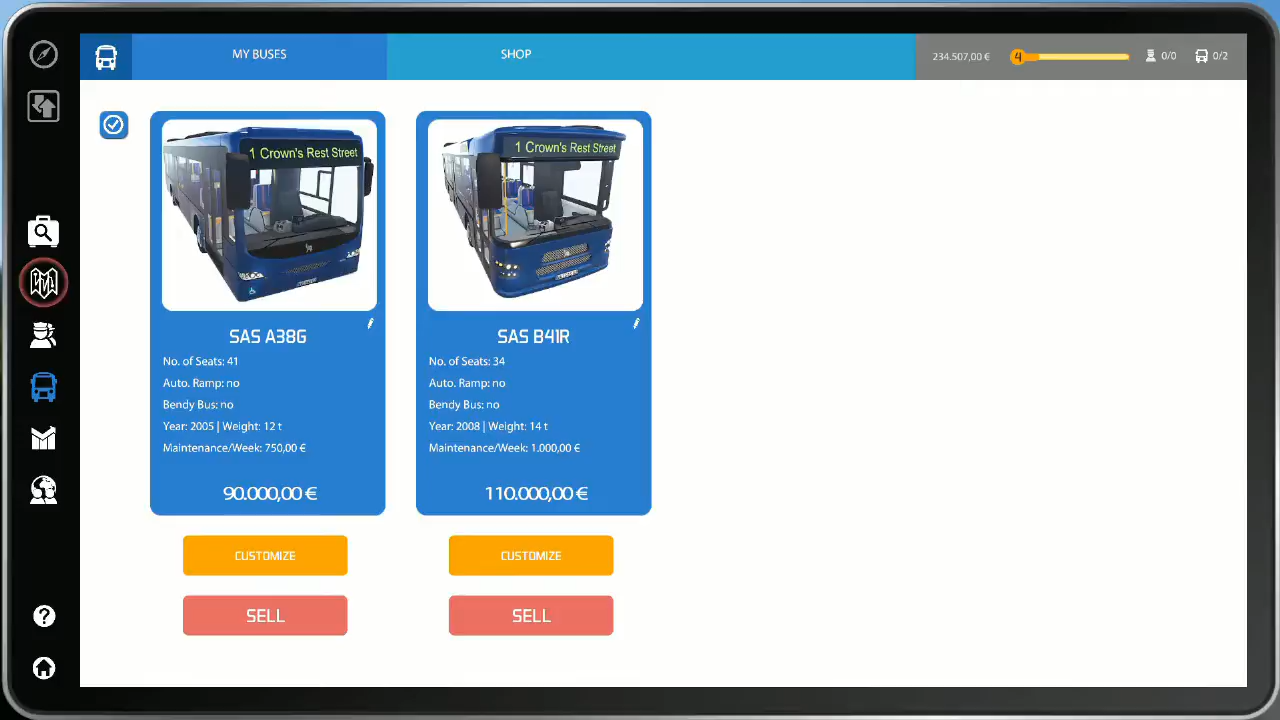 MY BUSES
SHOP
234.507,00 €
4
0/0
0/2
1 Crown's Rest Street
SAS A38G
No. of Seats: 41
Auto. Ramp: no
Bendy Bus: no
Year: 2005 | Weight: 12 t
Maintenance/Week: 750,00 €
90.000,00 €
CUSTOMIZE
SELL
1 Crown's Rest Street
SAS B41R
No. of Seats: 34
Auto. Ramp: no
Bendy Bus: no
Year: 2008 | Weight: 14 t
Maintenance/Week: 1.000,00 €
110.000,00 €
CUSTOMIZE
SELL
?